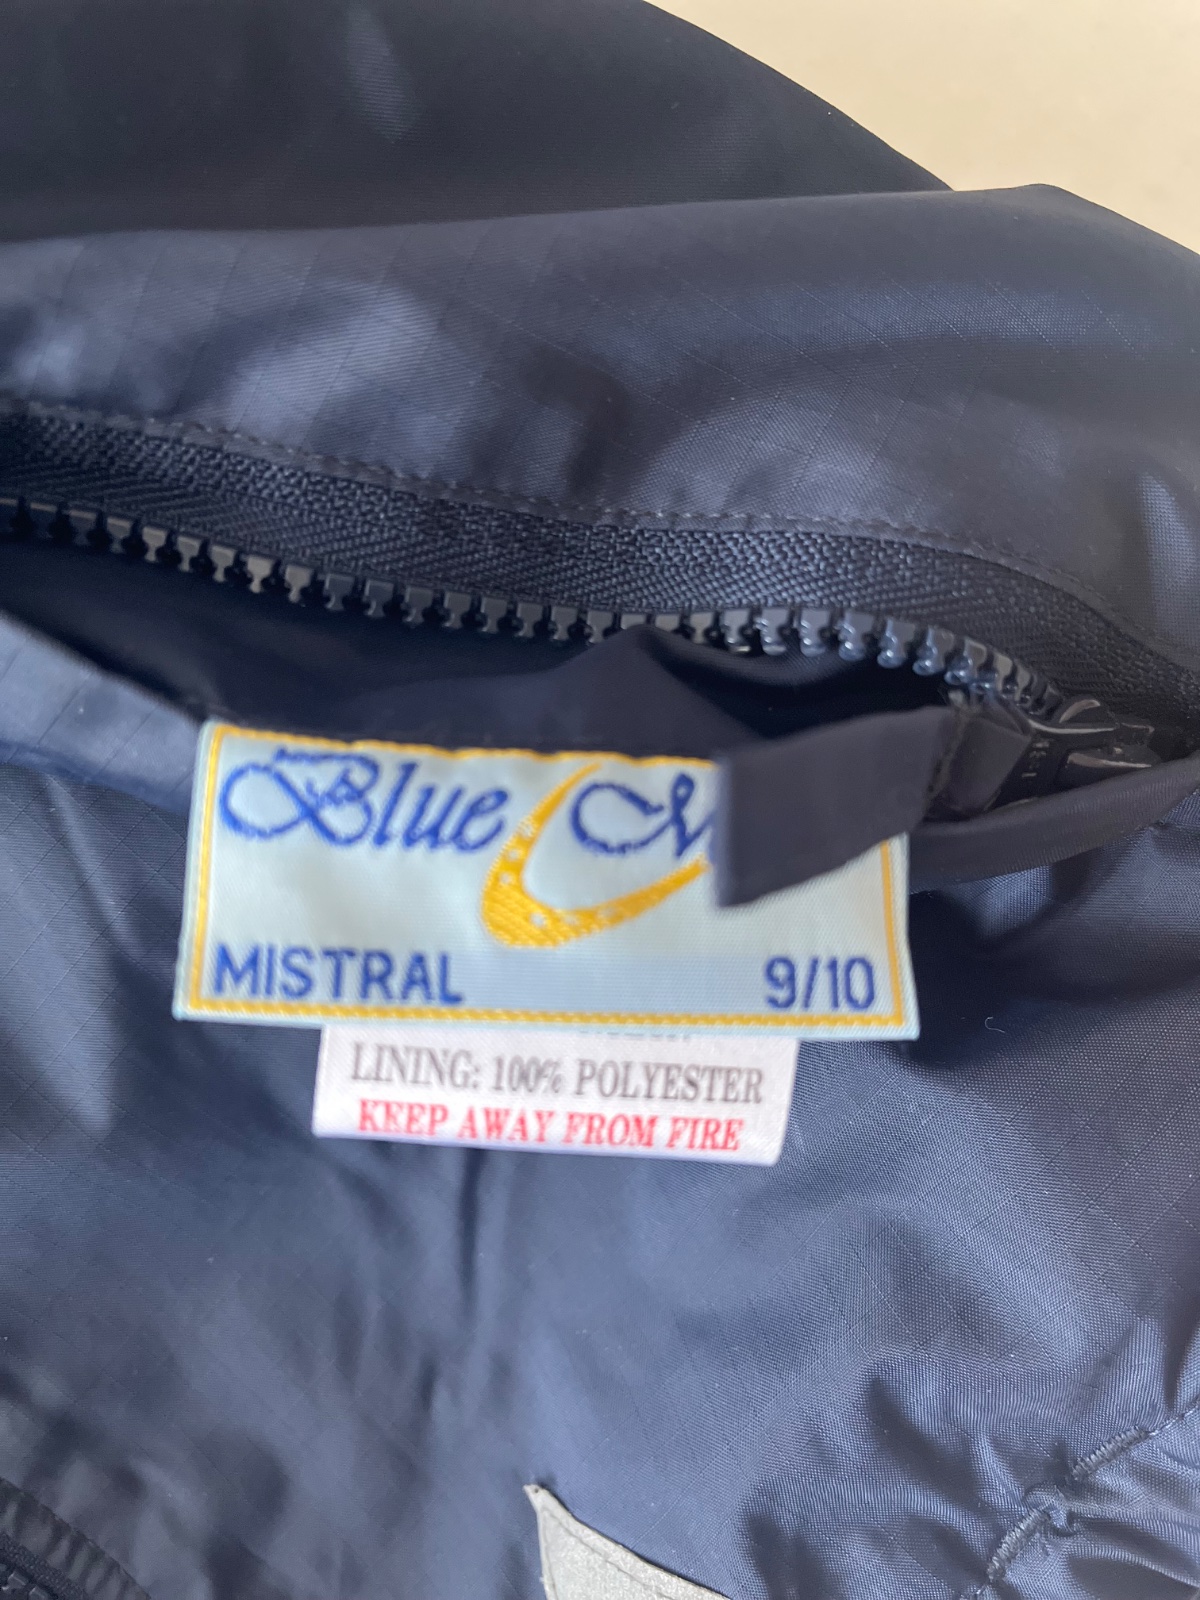 Blue M
MISTRAL 9/10
LINING: 100% POLYESTER
KEEP AWAY FROM FIRE